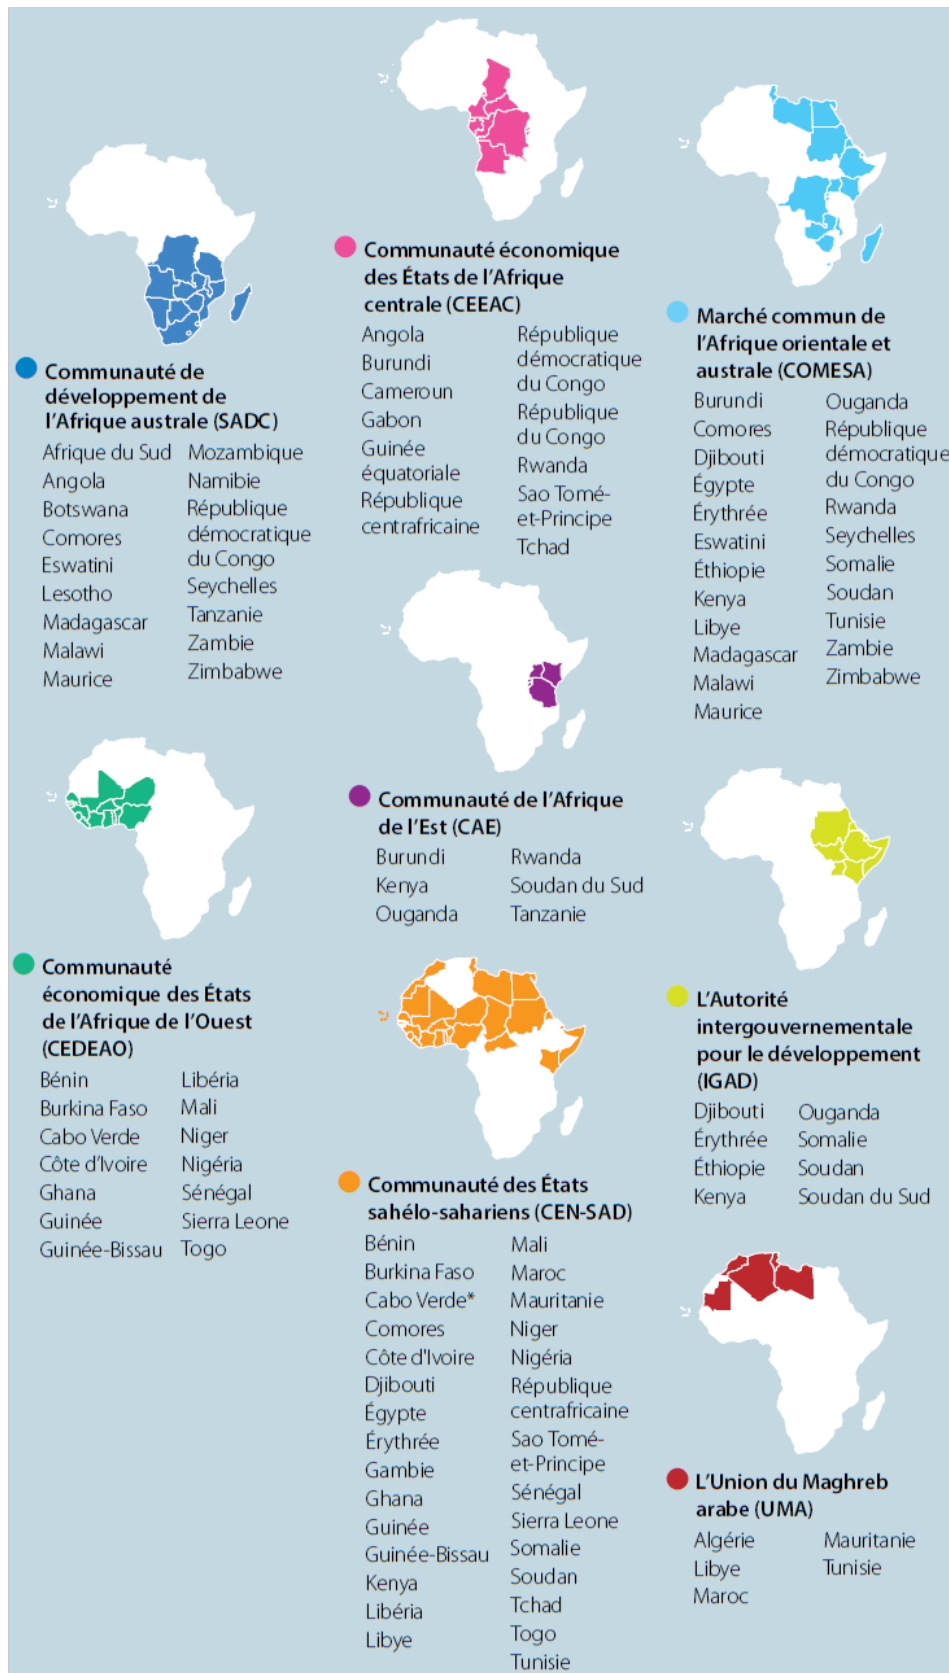 Communauté de
développement de
l'Afrique australe (SADC)
Afrique du Sud
Angola
Botswana
Comores
Eswatini
Lesotho
Madagascar
Malawi
Maurice
Mozambique
Namibie
République
démocratique
du Congo
Seychelles
Tanzanie
Zambie
Zimbabwe
Communauté
économique des États
de l'Afrique de l'Ouest
(CEDEAO)
Bénin
Burkina Faso
Cabo Verde
Côte d'Ivoire
Ghana
Guinée
Guinée-Bissau
Libéria
Mali
Niger
Nigéria
Sénégal
Sierra Leone
Togo
Communauté économique
des États de l'Afrique
centrale (CEEAC)
Angola
Burundi
Cameroun
Gabon
Guinée
équatoriale
République
centrafricaine
République
démocratique
du Congo
République
du Congo
Rwanda
Sao Tomé-
et-Principe
Tchad
Communauté de l'Afrique
de l'Est (CAE)
Burundi
Kenya
Ouganda
Rwanda
Soudan du Sud
Tanzanie
Communauté des États
sahélo-sahariens (CEN-SAD)
Bénin
Burkina Faso
Cabo Verde*
Comores
Côte d'Ivoire
Djibouti
Égypte
Érythrée
Gambie
Ghana
Guinée
Guinée-Bissau
Kenya
Libéria
Libye
Mali
Maroc
Mauritanie
Niger
Nigéria
République
centrafricaine
Sao Tomé-
et-Principe
Sénégal
Sierra Leone
Somalie
Soudan
Tchad
Togo
Tunisie
Marché commun de
l'Afrique orientale et
australe (COMESA)
Burundi
Comores
Djibouti
Égypte
Érythrée
Eswatini
Éthiopie
Kenya
Libye
Madagascar
Malawi
Maurice
Ouganda
République
démocratique
du Congo
Rwanda
Seychelles
Somalie
Soudan
Tunisie
Zambie
Zimbabwe
L'Autorité
intergouvernementale
pour le développement
(IGAD)
Djibouti
Érythrée
Éthiopie
Kenya
Ouganda
Somalie
Soudan
Soudan du Sud
L'Union du Maghreb
arabe (UMA)
Algérie
Libye
Maroc
Mauritanie
Tunisie